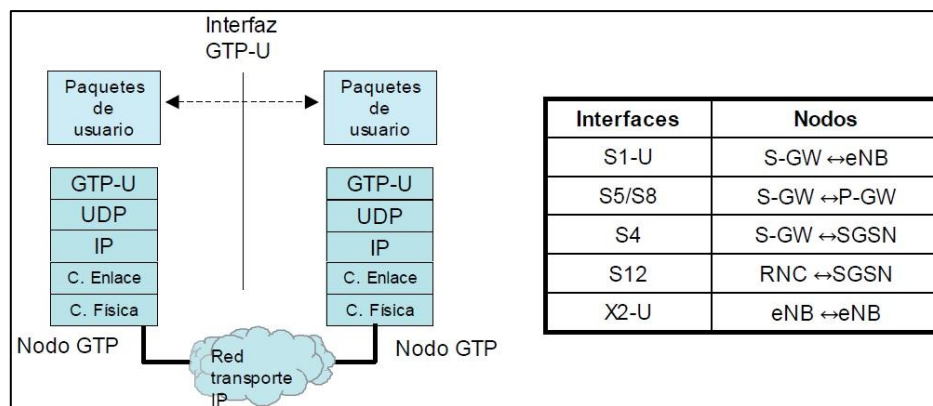 Interfaz
GTP-U
Paquetes
de
usuario
Paquetes
de
usuario
GTP-U
UDP
IP
C. Enlace
C. Física
GTP-U
UDP
IP
C. Enlace
C. Física
Nodo GTP
Nodo GTP
Red
transporte
IP
Interfaces Nodos
S1-U S-GW ↔eNB
S5/S8 S-GW ↔P-GW
S4 S-GW ↔SGSN
S12 RNC ↔SGSN
X2-U eNB ↔eNB